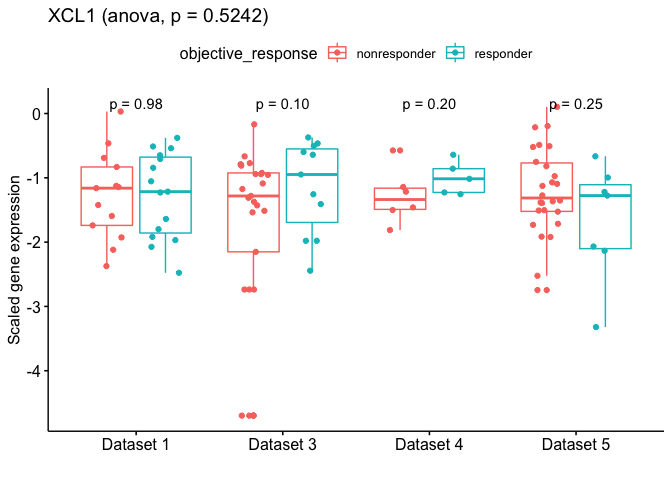 XCL1 (anova, p = 0.5242)
objective_response nonresponder responder
p = 0.98 p = 0.10 p = 0.20 p = 0.25
Scaled gene expression
0
-1
-2
-3
-4
Dataset 1 Dataset 3 Dataset 4 Dataset 5